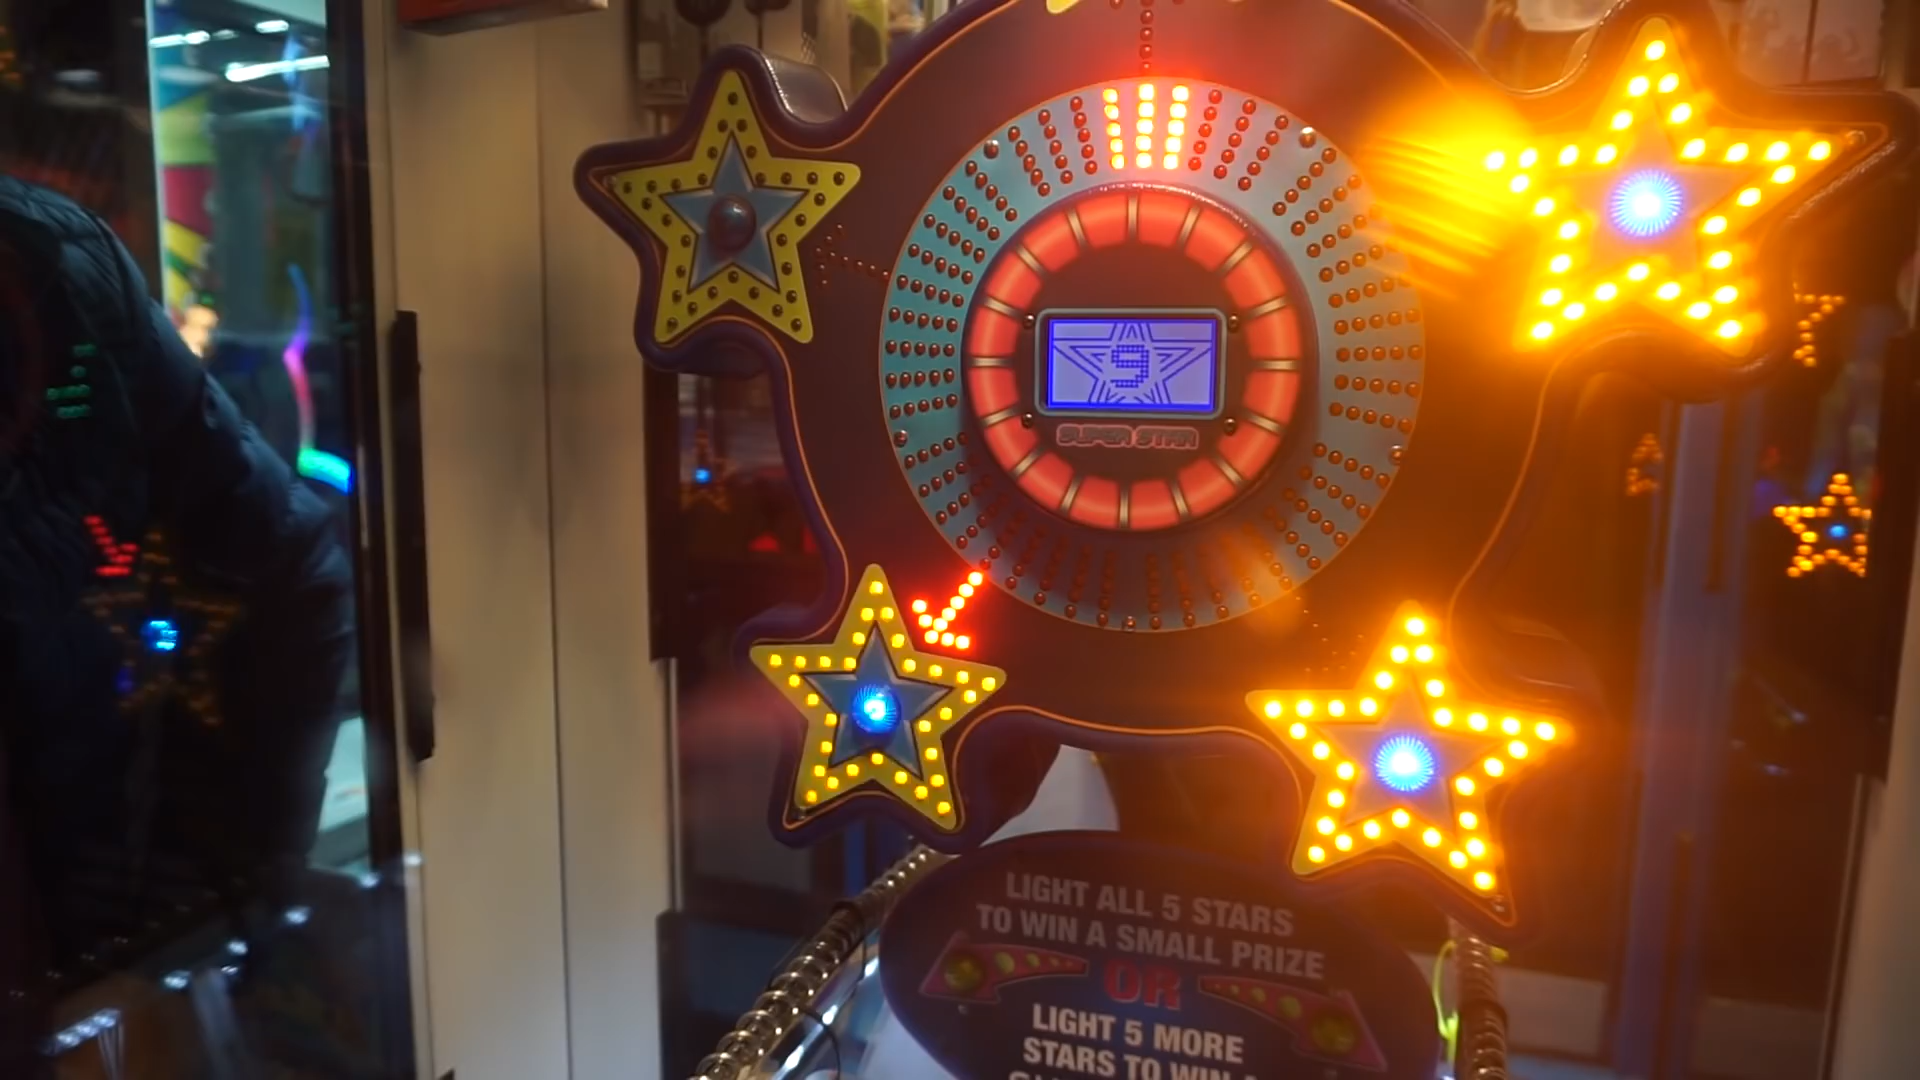 9
SUPER STAR
LIGHT ALL 5 STARS
TO WIN A SMALL PRIZE
OR
LIGHT 5 MORE
STARS TO WIN A